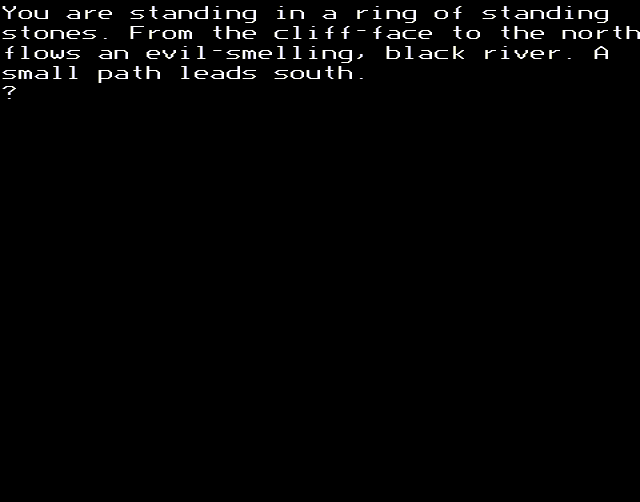 You are standing in a ring of standing
stones. From the cliff-face to the north
flows an evil-smelling, black river. A
small path leads south.
?